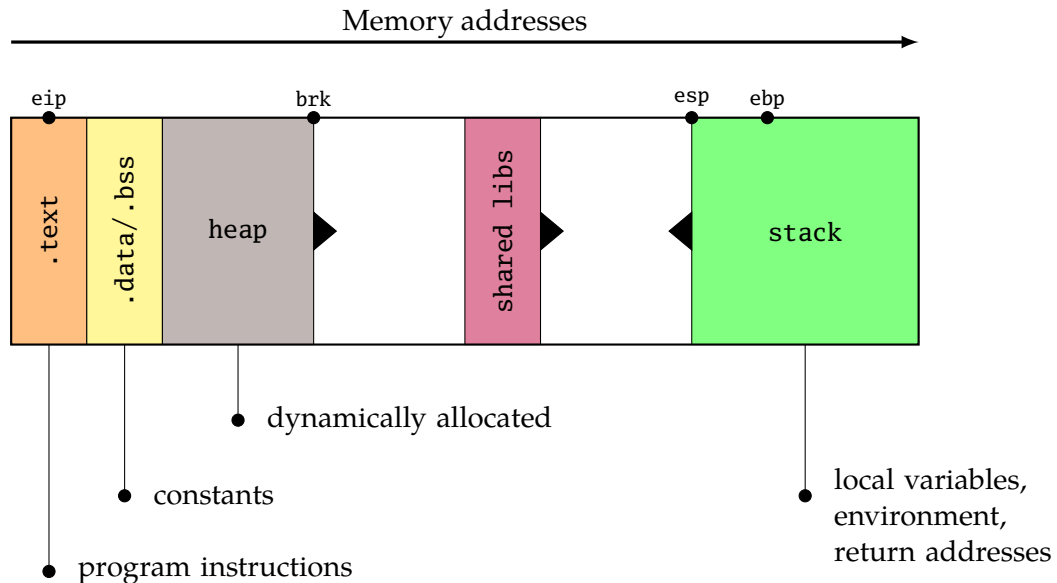 Memory addresses
eip
brk
esp
ebp
.text
.data/.bss
heap
shared libs
stack
dynamically allocated
constants
local variables,
environment,
return addresses
program instructions